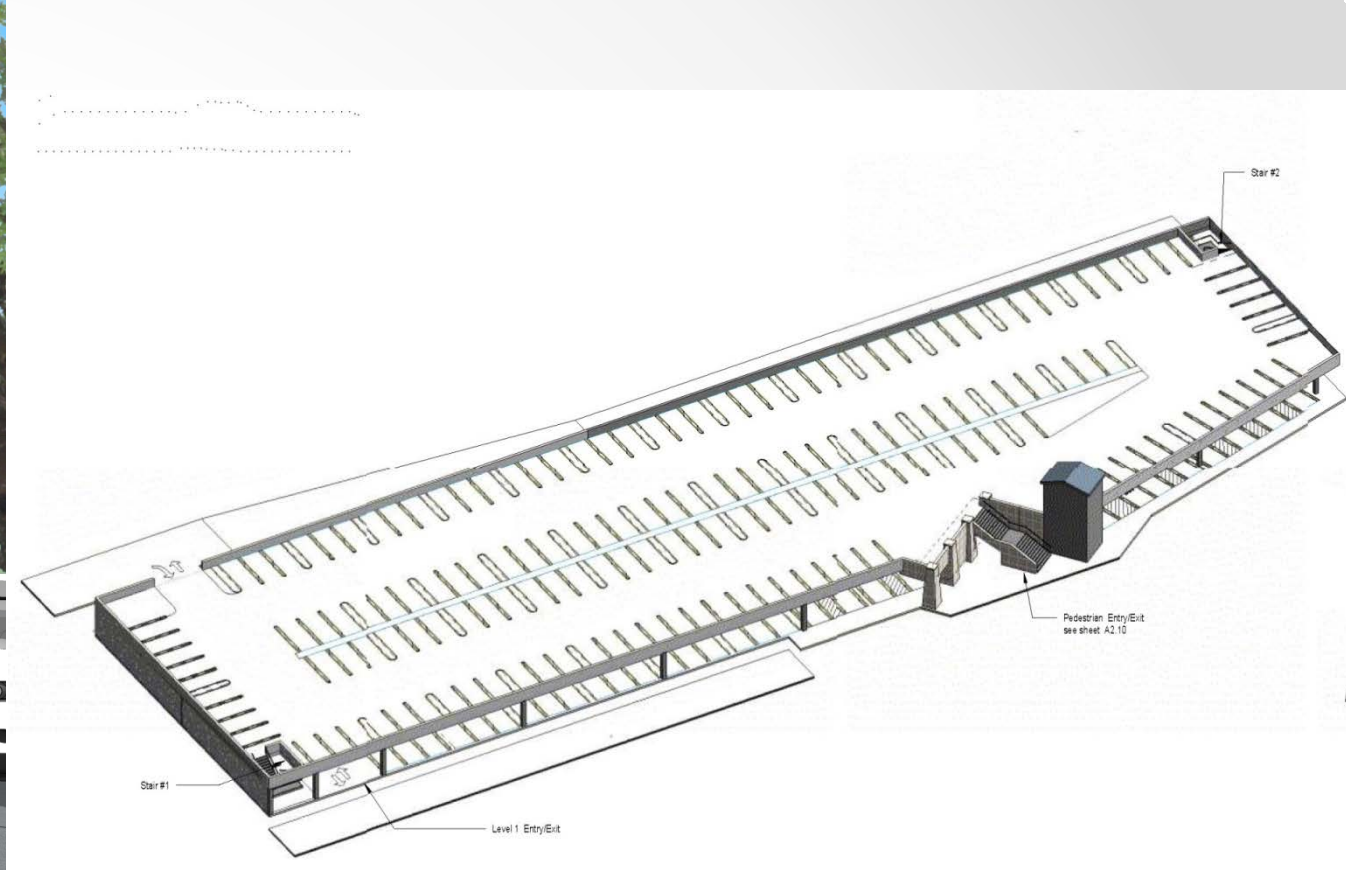 Stair #2
Pedestrian Entry/Exit
see sheet A2.10
Stair #1
Level 1 Entry/Exit